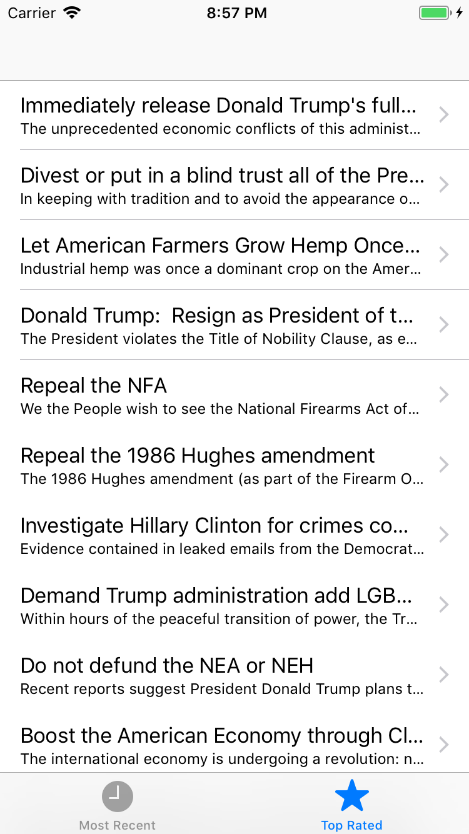 Carrier 8:57 PM
Immediately release Donald Trump's full...
The unprecedented economic conflicts of this administ...
Divest or put in a blind trust all of the Pre...
In keeping with tradition and to avoid the appearance o...
Let American Farmers Grow Hemp Once...
Industrial hemp was once a dominant crop on the Amer...
Donald Trump:  Resign as President of t...
The President violates the Title of Nobility Clause, as e...
Repeal the NFA
We the People wish to see the National Firearms Act of...
Repeal the 1986 Hughes amendment
The 1986 Hughes amendment (as part of the Firearm O...
Investigate Hillary Clinton for crimes co...
Evidence contained in leaked emails from the Democrat...
Demand Trump administration add LGB...
Within hours of the peaceful transition of power, the Tr...
Do not defund the NEA or NEH
Recent reports suggest President Donald Trump plans t...
Boost the American Economy through Cl...
The international economy is undergoing a revolution: n...
Most Recent Top Rated